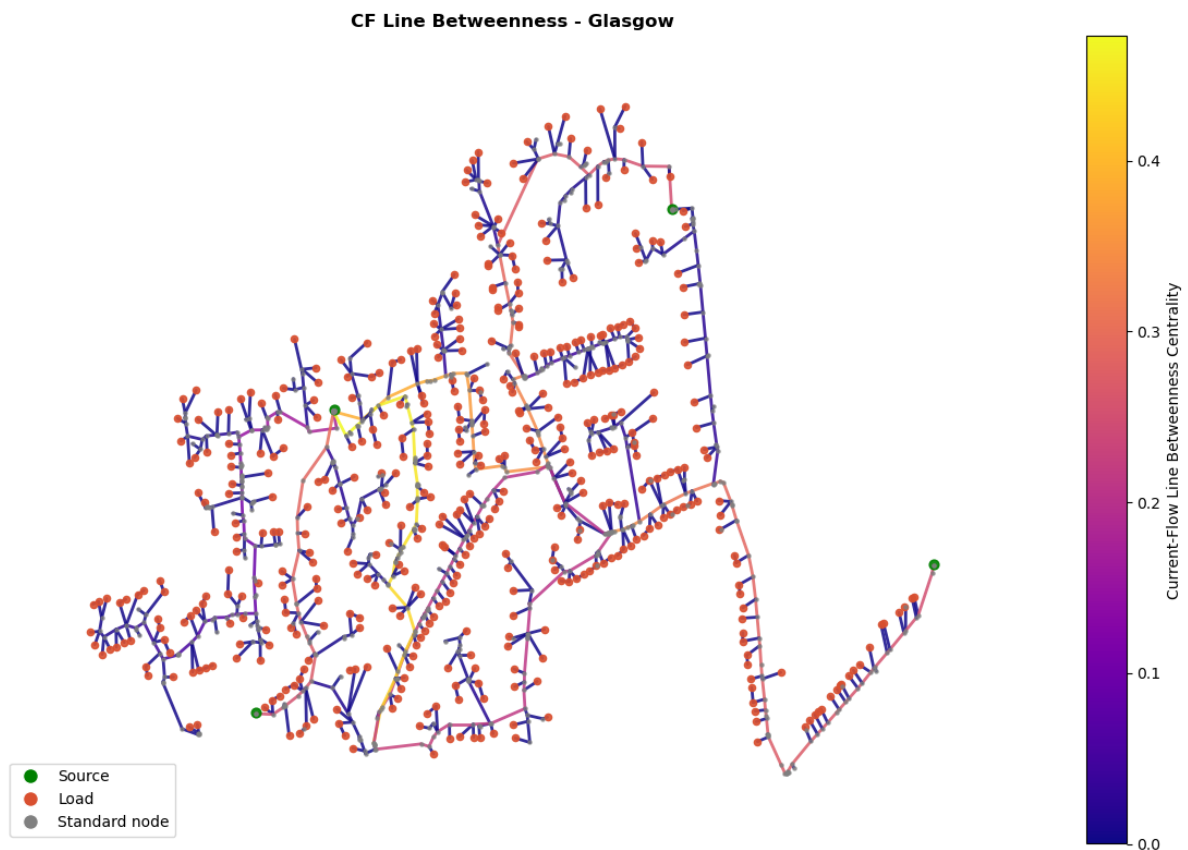 CF Line Betweenness - Glasgow
0.4
0.3
0.2
0.1
0.0
Current-Flow Line Betweenness Centrality
Source
Load
Standard node